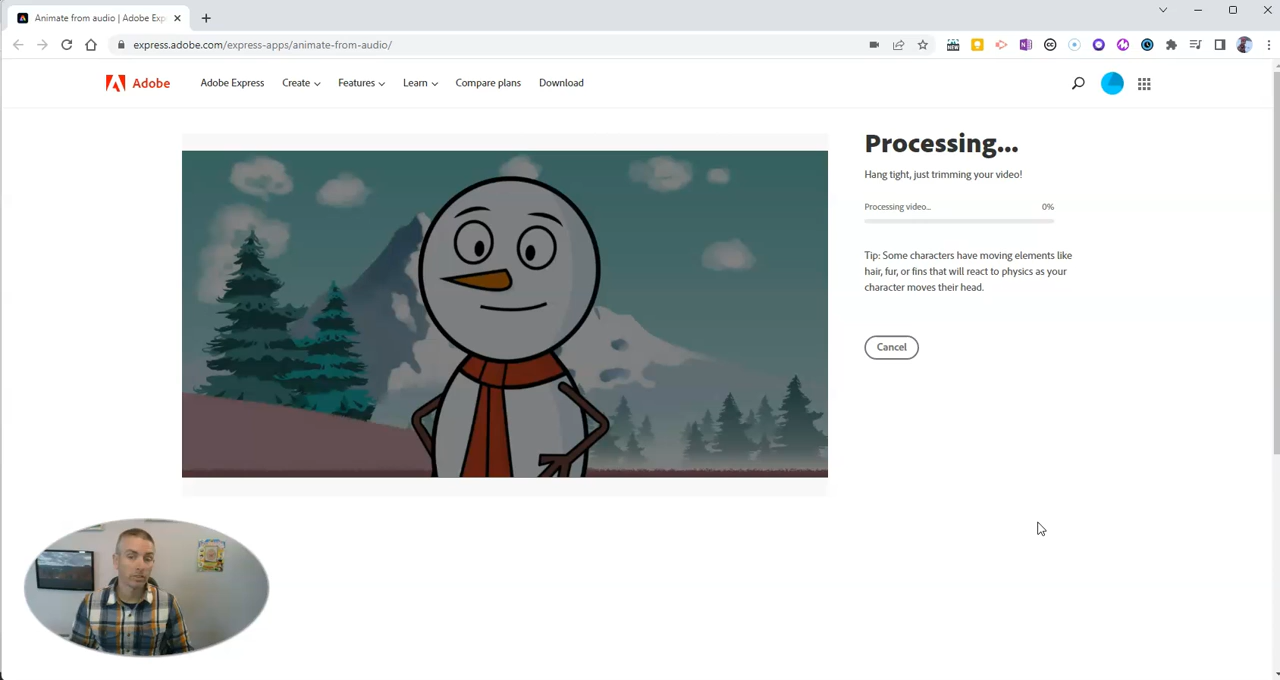 Animate from audio | Adobe Exp
express.adobe.com/express-apps/animate-from-audio/
Adobe
Adobe Express
Create
Features
Learn
Compare plans
Download
Processing...
Hang tight, just trimming your video!
Processing video...
0%
Tip: Some characters have moving elements like
hair, fur, or fins that will react to physics as your
character moves their head.
Cancel